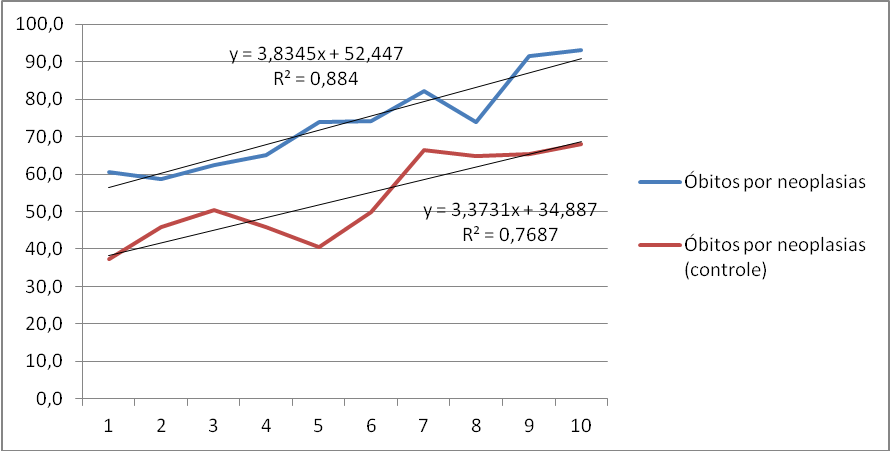 100,0
90,0
80,0
70,0
60,0
50,0
40,0
30,0
20,0
10,0
0,0
y = 3,8345x + 52,447
R² = 0,884
y = 3,3731x + 34,887
R² = 0,7687
1 2 3 4 5 6 7 8 9 10
Óbitos por neoplasias
Óbitos por neoplasias
(controle)